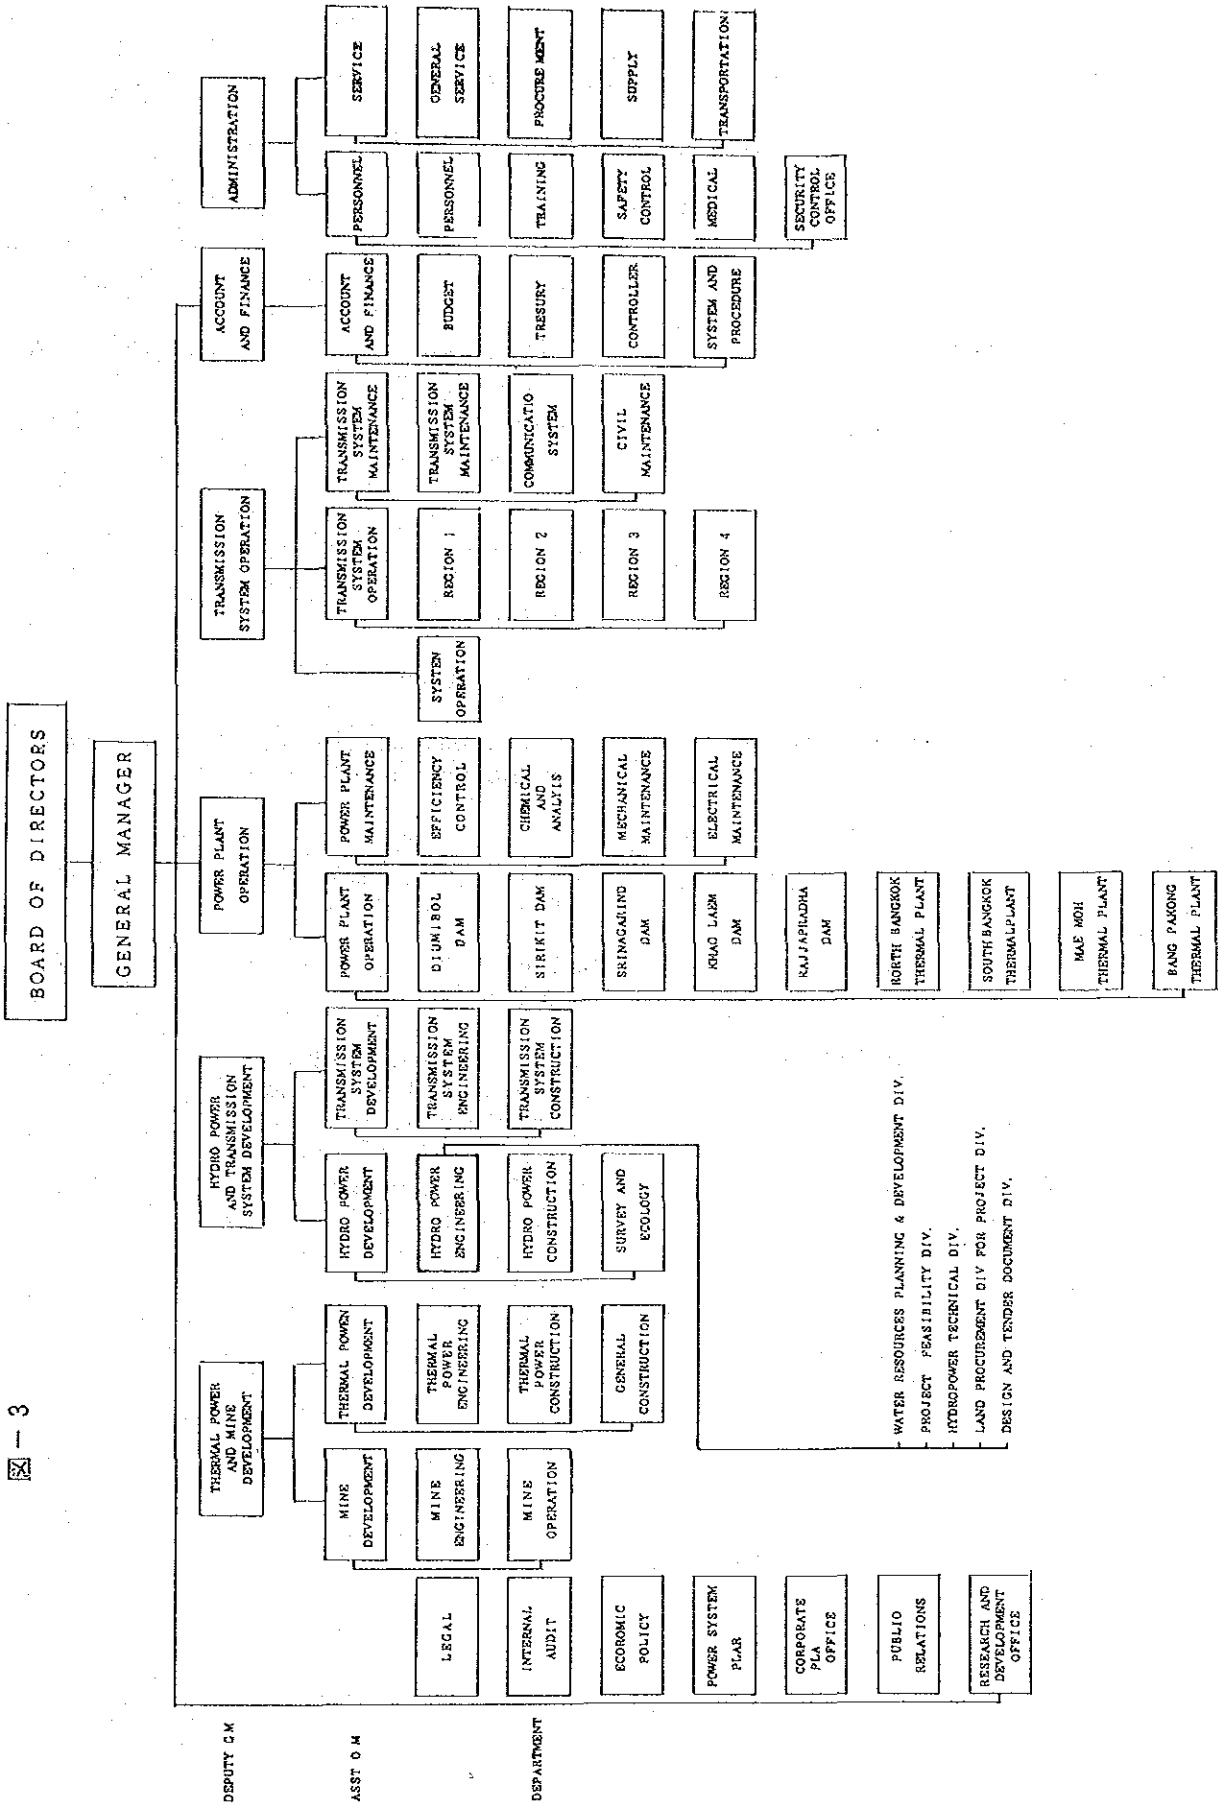 図 － 3
BOARD OF DIRECTORS
GENERAL MANAGER
DEPUTY G.M
THERMAL POWER
AND MINE
DEVELOPMENT
HYDRO POWER
AND TRANSMISSION
SYSTEM DEVELOPMENT
POWER PLANT
OPERATION
TRANSMISSION
SYSTEM OPERATION
ACCOUNT
AND FINANCE
ADMINISTRATION
ASST O M
MINE
DEVELOPMENT
THERMAL POWEN
DEVELOPMENT
HYDRO POWER
DEVELOPMENT
TRANSMISSION
SYSTEM
DEVELOPMENT
POWER PLANT
OPERATION
POWER PLANT
MAINTENANCE
TRANSMISSION
SYSTEM
OPERATION
TRANSMISSION
SYSTEM
MAINTENANCE
ACCOUNT
AND FINANCE
PERSONNEL
SERVICE
DEPARTMENT
LEGAL
INTERNAL
AUDIT
ECOROMIC
POLICY
POWER SYSTEM
PLAR
CORPORATE
PLA
OFFICE
PUBLIO
RELATIONS
RESEARCH AND
DEVELOPMENT
OFFICE
MINE
ENGINEERING
MINE
OPERATION
THERMAL
POWER
ENGINEERING
THERMAL
POWER
CONSTRUCTION
GENERAL
CONSTRUCTION
HYDRO POWER
ENGINEERING
HYDRO POWER
CONSTRUCTION
SURVEY AND
ECOLOGY
WATER RESOURCES PLANNING & DEVELOPMENT DIV.
PROJECT FEASIBILITY DIV.
HYDROPOWER TECHNICAL DIV.
LAND PROCUREMENT DIV FOR PROJECT DIV.
DESIGN AND TENDER DOCUMENT DIV.
TRANSMISSION
SYSTEM
ENGINEERING
TRANSMISSION
SYSTEM
CONSTRUCTION
DIUMIBOL
DAM
SIRIKIT DAM
SRINAGARIND
DAM
KHAO LAEM
DAM
RAJJAPRADHA
DAM
NORTH BANGKOK
THERMAL PLANT
SOUTH BANGKOK
THERMALPLANT
MAE MOH
THERMAL PLANT
BANG PAKONG
THERMAL PLANT
EFFICIENCY
CONTROL
CHEMICAL
AND
ANALYIS
MECHANICAL
MAINTENANCE
ELECTRICAL
MAINTENANCE
SYSTEN
OPERATION
REGION 1
REGION 2
REGION 3
REGION 4
TRANSMISSION
SYSTEM
MAINTENANCE
COMMUNICATIO
SYSTEM
CIVIL
MAINTENANCE
BUDGET
TRESURY
CONTROLLER
SYSTEM AND
PROCEDURE
PERSONNEL
TRAINING
SAFETY
CONTROL
MEDICAL
SECURITY
CONTROL
OFFICE
GENERAL
SERVICE
PROCUREMENT
SUPPLY
TRANSPORTATION